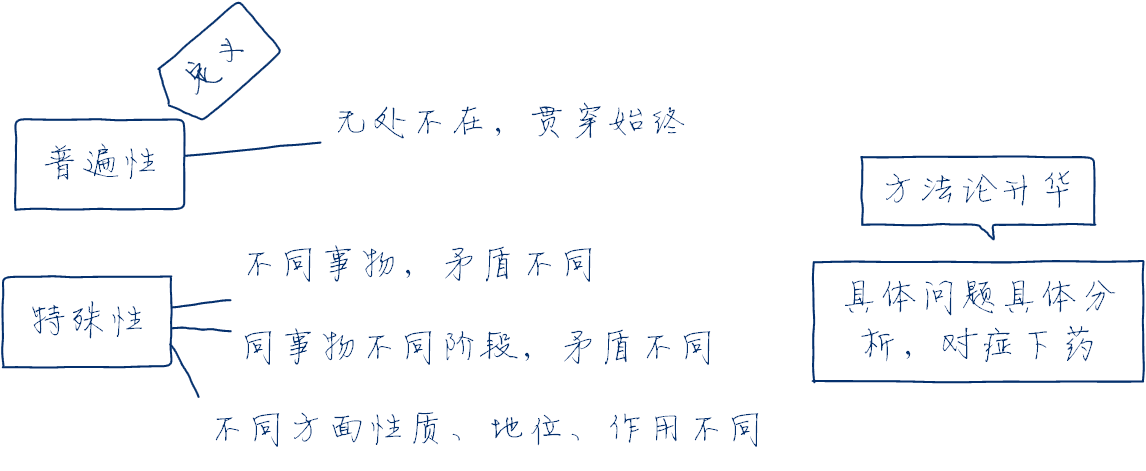 定义
普遍性
无处不在，贯穿始终
方法论升华
特殊性
不同事物，矛盾不同
同事物不同阶段，矛盾不同
不同方面性质、地位、作用不同
具体问题具体分
析，对症下药